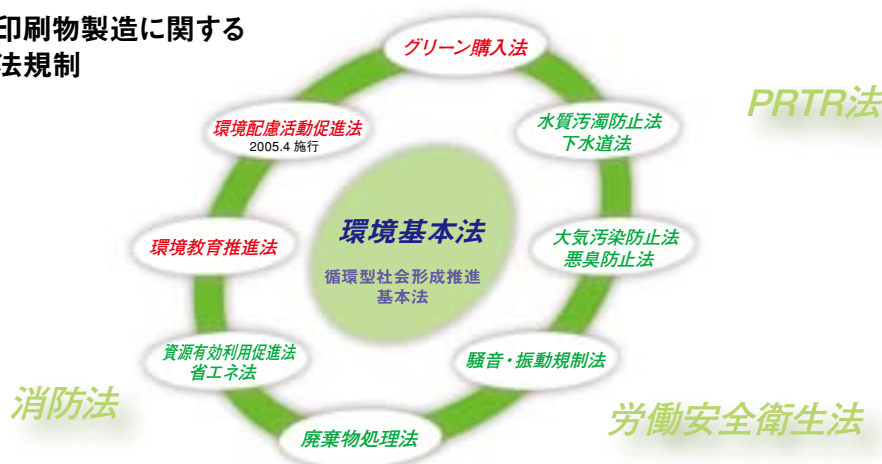 印刷物製造に関する
法規制
グリーン購入法
PRTR法
環境配慮活動促進法
2005.4 施行
水質汚濁防止法
下水道法
環境基本法
循環型社会形成推進
基本法
環境教育推進法
大気汚染防止法
悪臭防止法
資源有効利用促進法
省エネ法
騒音・振動規制法
消防法
労働安全衛生法
廃棄物処理法